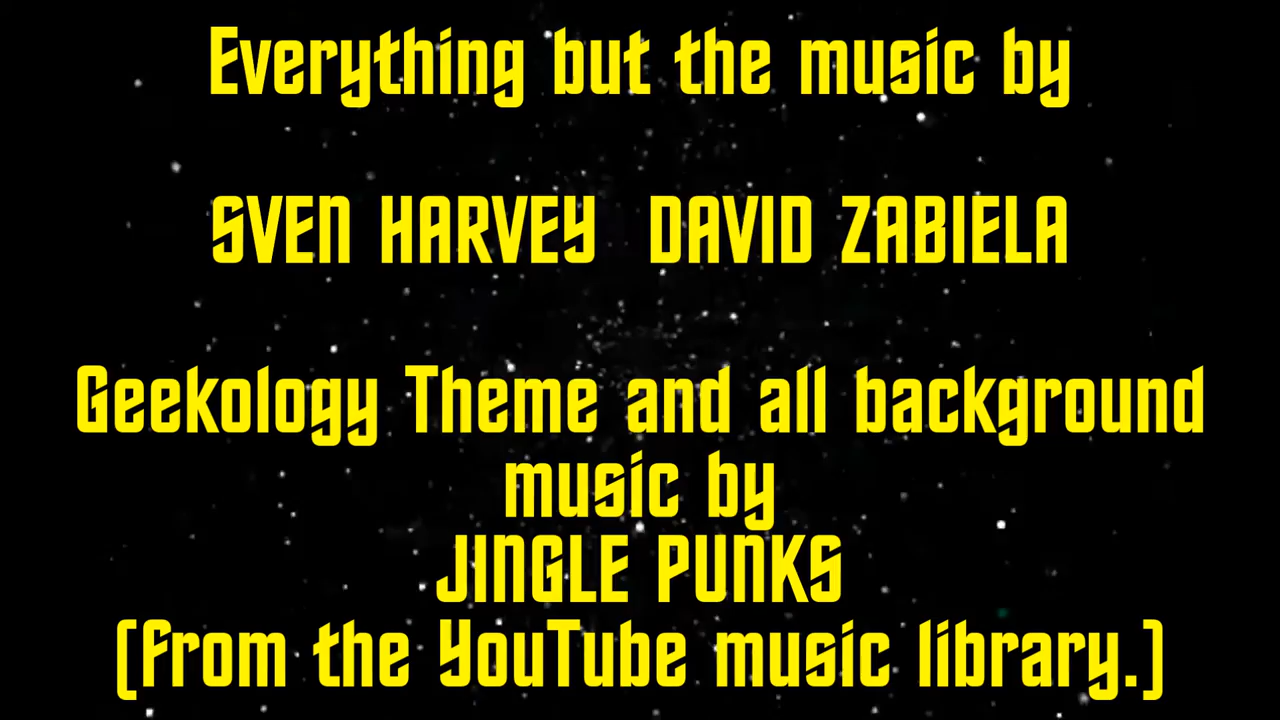 Everything but the music by
SVEN HARVEY DAVID ZABIELA
Geekology Theme and all background
music by
JINGLE PUNKS
(from the YouTube music library.)